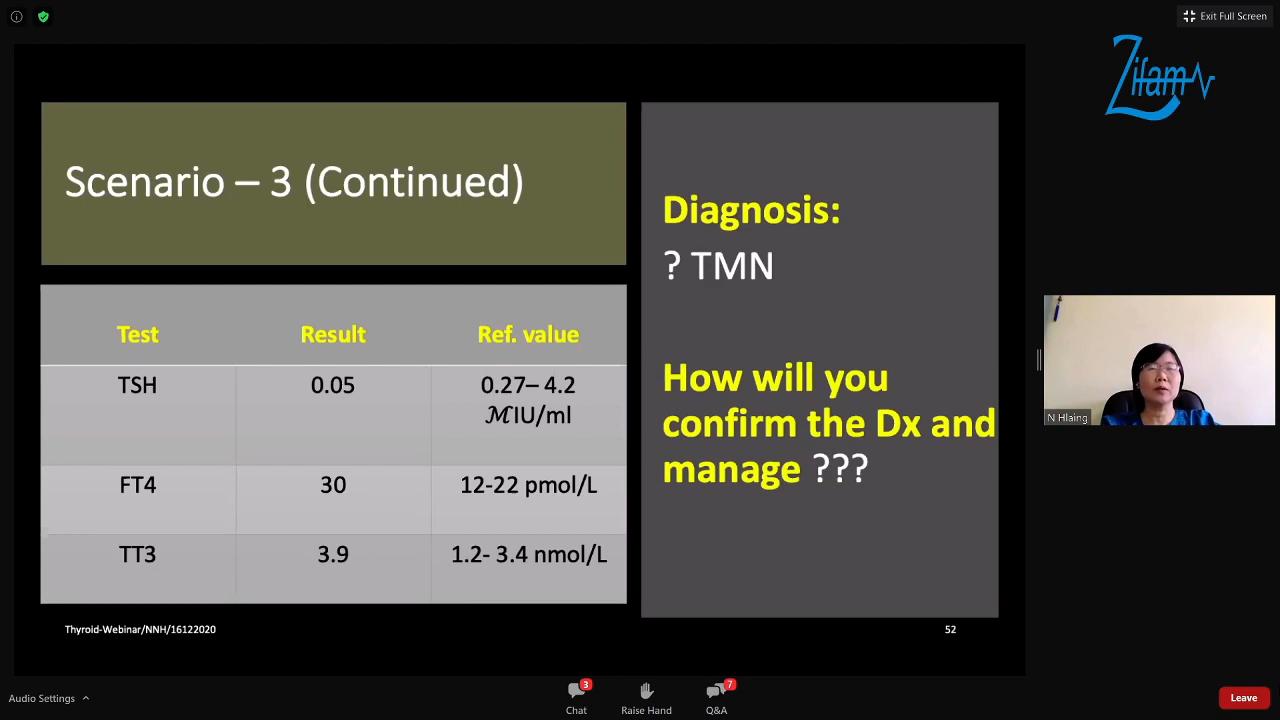 Exit Full Screen
Zifam
Scenario – 3 (Continued)
Test Result Ref. value
TSH 0.05 0.27– 4.2
ℳIU/ml
FT4 30 12-22 pmol/L
TT3 3.9 1.2- 3.4 nmol/L
Diagnosis:
? TMN
How will you
confirm the Dx and
manage ???
N Hlaing
Thyroid-Webinar/NNH/16122020
52
Audio Settings
3
Chat
Raise Hand
7
Q&A
Leave